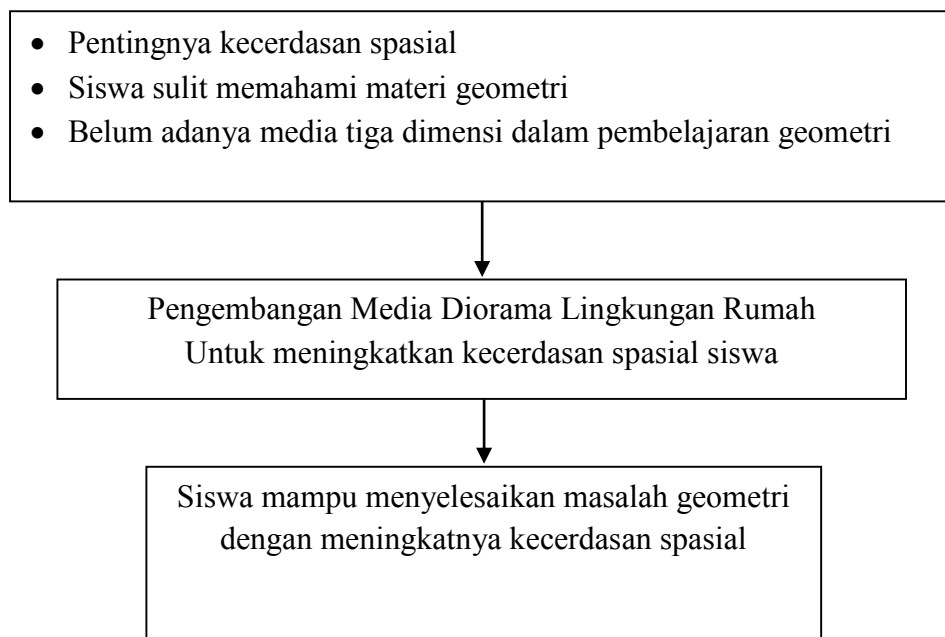 • Pentingnya kecerdasan spasial
• Siswa sulit memahami materi geometri
• Belum adanya media tiga dimensi dalam pembelajaran geometri
Pengembangan Media Diorama Lingkungan Rumah
Untuk meningkatkan kecerdasan spasial siswa
Siswa mampu menyelesaikan masalah geometri
dengan meningkatnya kecerdasan spasial